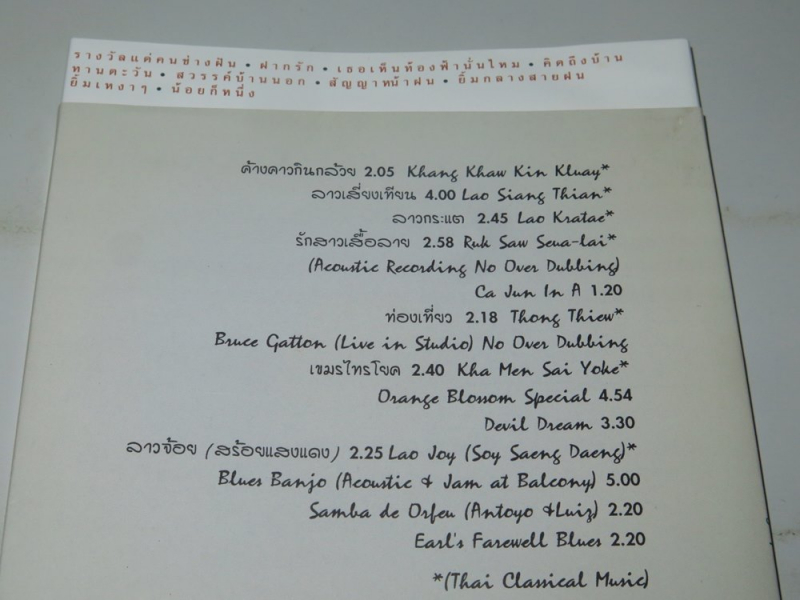 รางวัลแด่คนช่างฝัน • ฝากรัก • เธอเห็นท้องฟ้านั่นไหม • คิดถึงบ้าน
ทานตะวัน • สวรรค์บ้านนอก • สัญญาหน้าฝน • ยิ้มกลางสายฝน
ยิ้มเหงาๆ • น้อยก็หนึ่ง
ค้างคาวกินกล้วย 2.05 Khang Khaw Kin Kluay*
ลาวเสี่ยงเทียน 4.00 Lao Siang Thian*
ลาวกระแต 2.45 Lao Kratae*
รักสาวเสื้อลาย 2.58 Ruk Saw Seua-lai*
(Acoustic Recording No Over Dubbing)
Ca Jun In A 1.20
ท่องเที่ยว 2.18 Thong Thiew*
Bruce Gatton (Live in Studio) No Over Dubbing
เขมรไทรโยค 2.40 Kha Men Sai Yoke*
Orange Blossom Special 4.54
Devil Dream 3.30
ลาวจ้อย (สร้อยแสงแดง) 2.25 Lao Joy (Soy Saeng Daeng)*
Blues Banjo (Acoustic & Jam at Balcony) 5.00
Samba de Orfeu (Antoyo &Luiz) 2.20
Earl's Farewell Blues 2.20
*(Thai Classical Music)